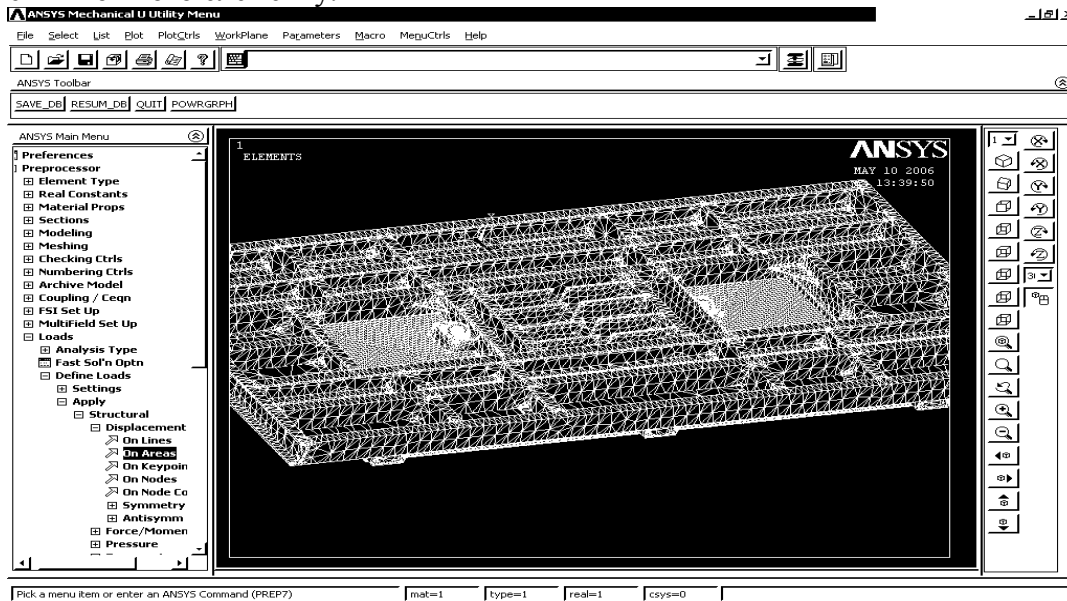 ANSYS Mechanical U Utility Menu
File Select List Plot PlotCtrls WorkPlane Parameters Macro MenuCtrls Help
ANSYS Toolbar
SAVE_DB RESUM_DB QUIT POWRGRPH
ANSYS Main Menu
Preferences
Preprocessor
Element Type
Real Constants
Material Props
Sections
Modeling
Meshing
Checking Ctrls
Numbering Ctrls
Archive Model
Coupling / Ceqn
FSI Set Up
MultiField Set Up
Loads
Analysis Type
Fast Sol'n Optn
Define Loads
Settings
Apply
Structural
Displacement
On Lines
On Areas
On Keypoin
On Nodes
On Node Co
Symmetry
Antisymm
Force/Momen
Pressure
1
ELEMENTS
ANSYS
MAY 10 2006
13:39:50
1
Pick a menu item or enter an ANSYS Command (PREP7) mat=1 type=1 real=1 csys=0